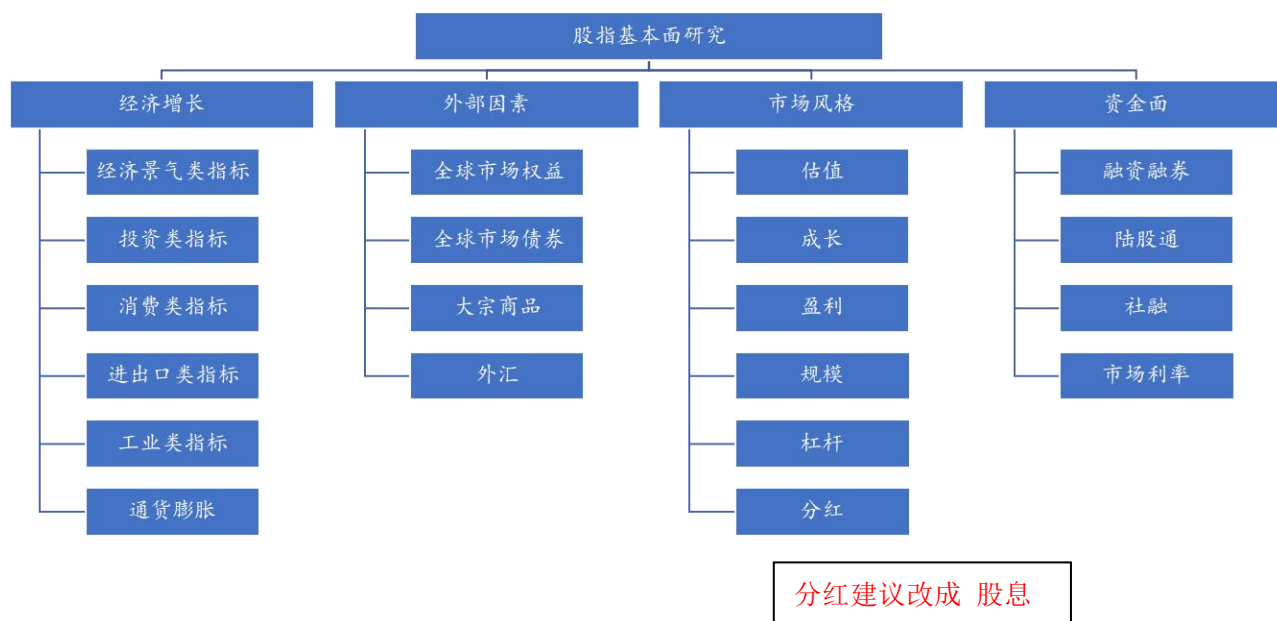 股指基本面研究
经济增长
外部因素
市场风格
资金面
经济景气类指标
全球市场权益
估值
融资融券
投资类指标
全球市场债券
成长
陆股通
消费类指标
大宗商品
盈利
社融
进出口类指标
外汇
规模
市场利率
工业类指标
杠杆
通货膨胀
分红
分红建议改成 股息